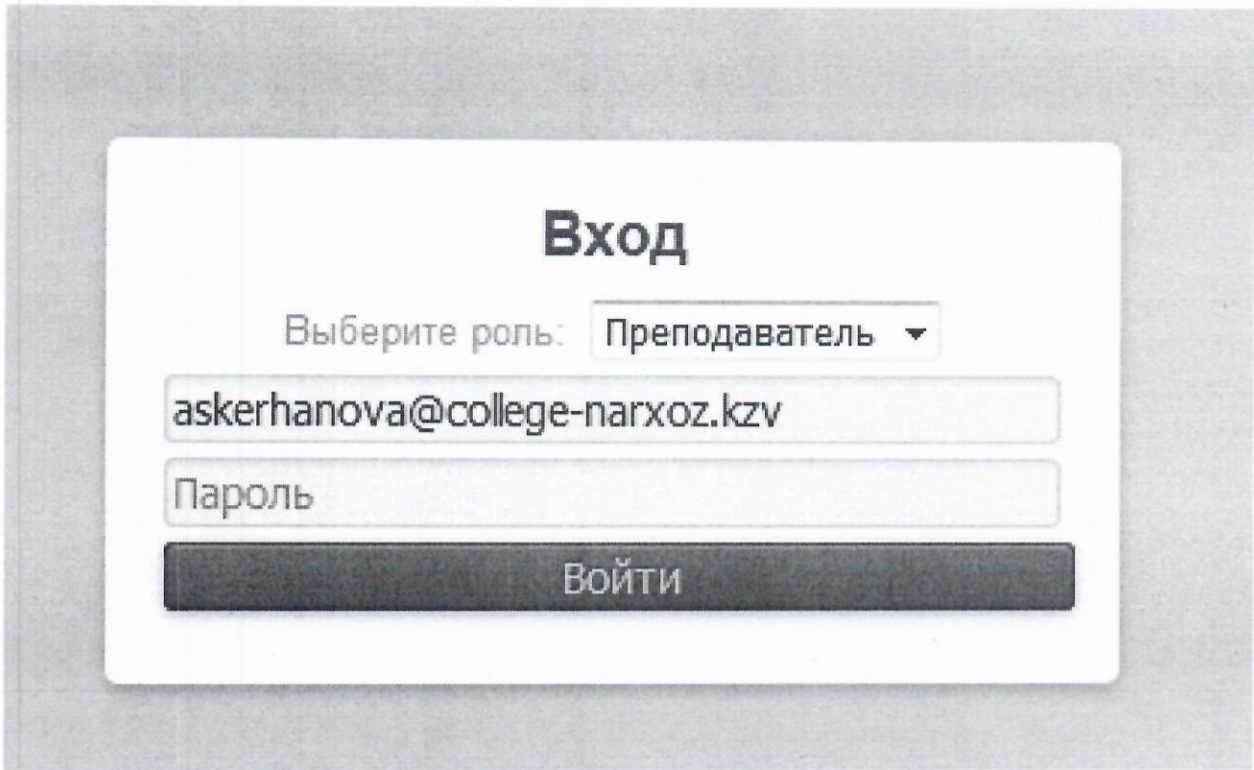 Вход
Выберите роль: Преподаватель
askerhanova@college-narxoz.kzv
Пароль
Войти